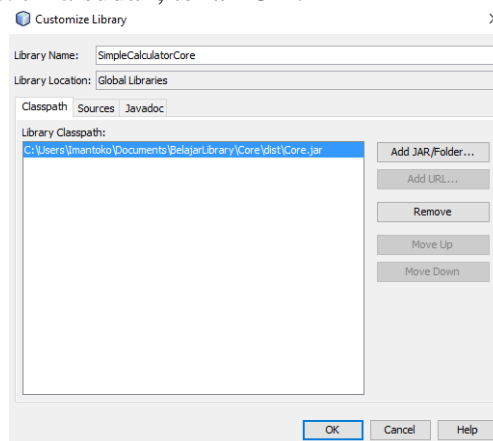 Customize Library
Library Name: SimpleCalculatorCore
Library Location: Global Libraries
Classpath Sources Javadoc
Library Classpath:
C:\Users\Imantoko\Documents\BelajarLibrary\Core\dist\Core.jar
Add JAR/Folder...
Add URL...
Remove
Move Up
Move Down
OK Cancel Help